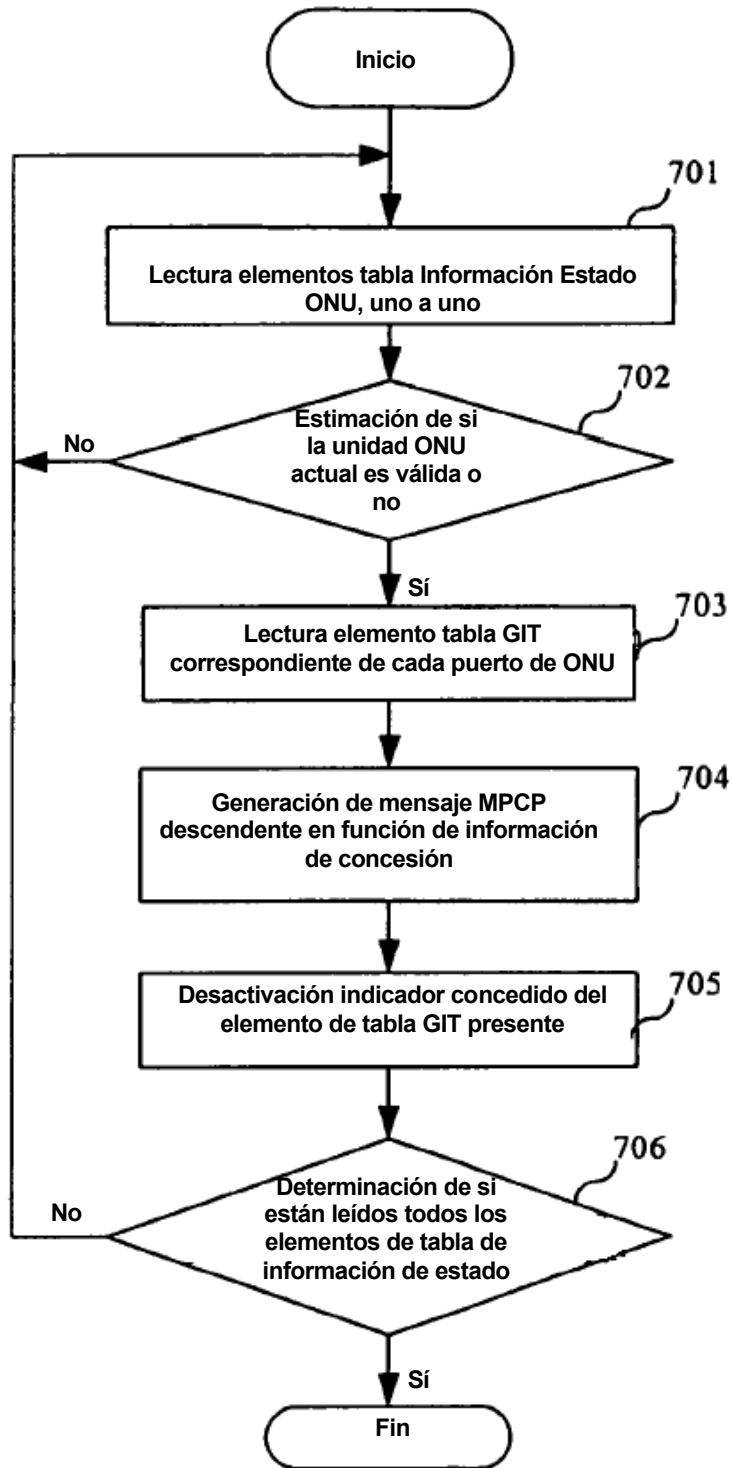 Inicio
701
Lectura elementos tabla Información Estado
ONU, uno a uno
702
Estimación de si
la unidad ONU
actual es válida o
no
No
Sí
703
Lectura elemento tabla GIT
correspondiente de cada puerto de ONU
704
Generación de mensaje MPCP
descendente en función de información
de concesión
705
Desactivación indicador concedido del
elemento de tabla GIT presente
706
Determinación de si
están leídos todos los
elementos de tabla de
información de estado
No
Sí
Fin